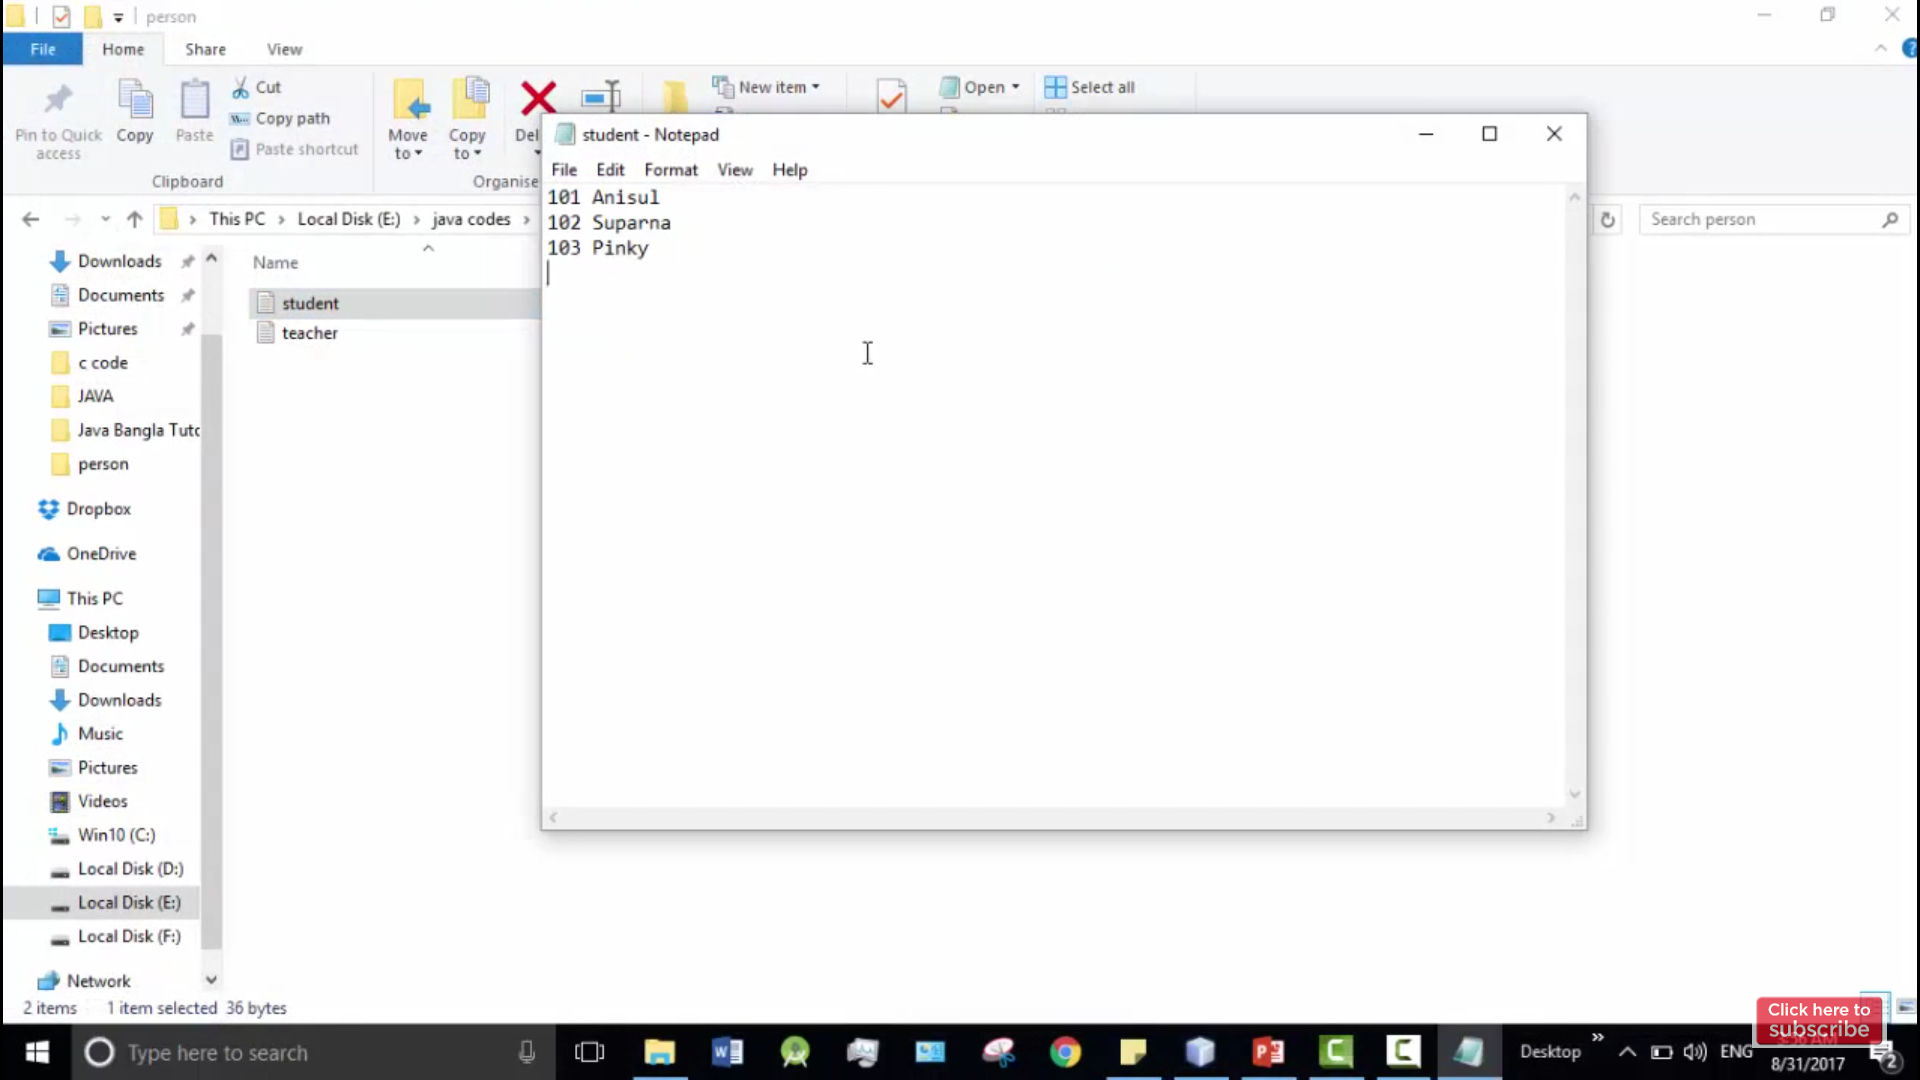 person
File Home Share View
Pin to Quick access
Copy
Paste
Cut
Copy path
Paste shortcut
Clipboard
Move to
Copy to
Organise
New item
Open
Select all
student - Notepad
File Edit Format View Help
101 Anisul
102 Suparna
103 Pinky
This PC > Local Disk (E:) > java codes >
Search person
Name
student
teacher
Downloads
Documents
Pictures
c code
JAVA
person
Dropbox
OneDrive
This PC
Desktop
Documents
Downloads
Music
Pictures
Videos
Win10 (C:)
Local Disk (D:)
Local Disk (E:)
Local Disk (F:)
Network
2 items 1 item selected 36 bytes
Click here to
subscribe
Type here to search
Desktop
ENG
8/31/2017
2